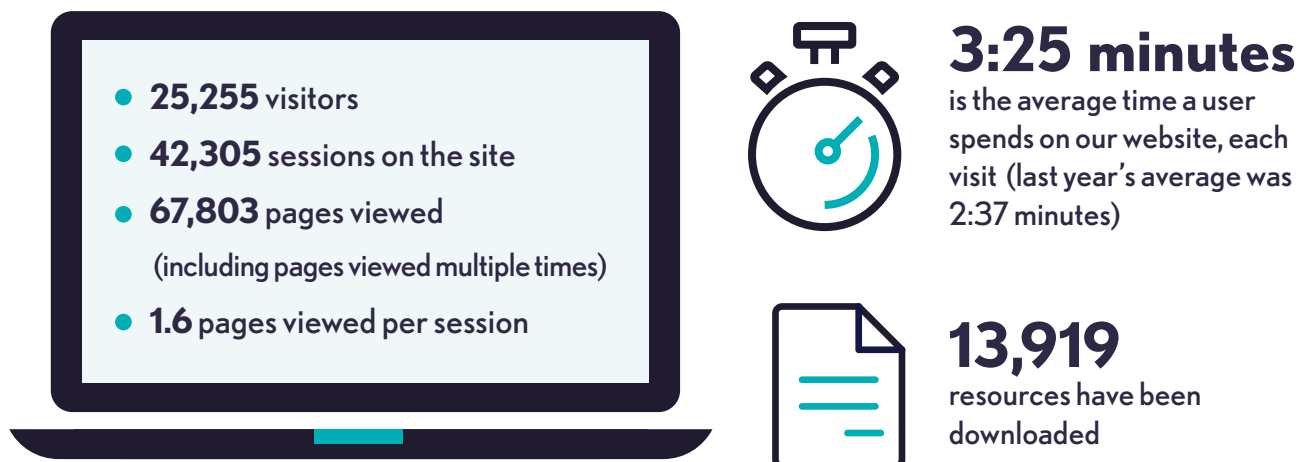 25,255 visitors
42,305 sessions on the site
67,803 pages viewed
(including pages viewed multiple times)
1.6 pages viewed per session
3:25 minutes
is the average time a user
spends on our website, each
visit (last year’s average was
2:37 minutes)
13,919
resources have been
downloaded